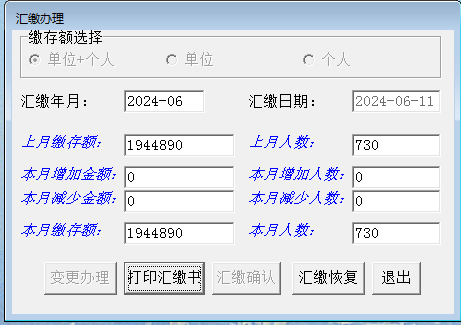 汇缴办理
缴存额选择
单位+个人 单位 个人
汇缴年月： 2024-06 汇缴日期： 2024-06-11
上月缴存额： 1944890 上月人数： 730
本月增加金额： 0 本月增加人数： 0
本月减少金额： 0 本月减少人数： 0
本月缴存额： 1944890 本月人数： 730
变更办理 打印汇缴书 汇缴确认 汇缴恢复 退出